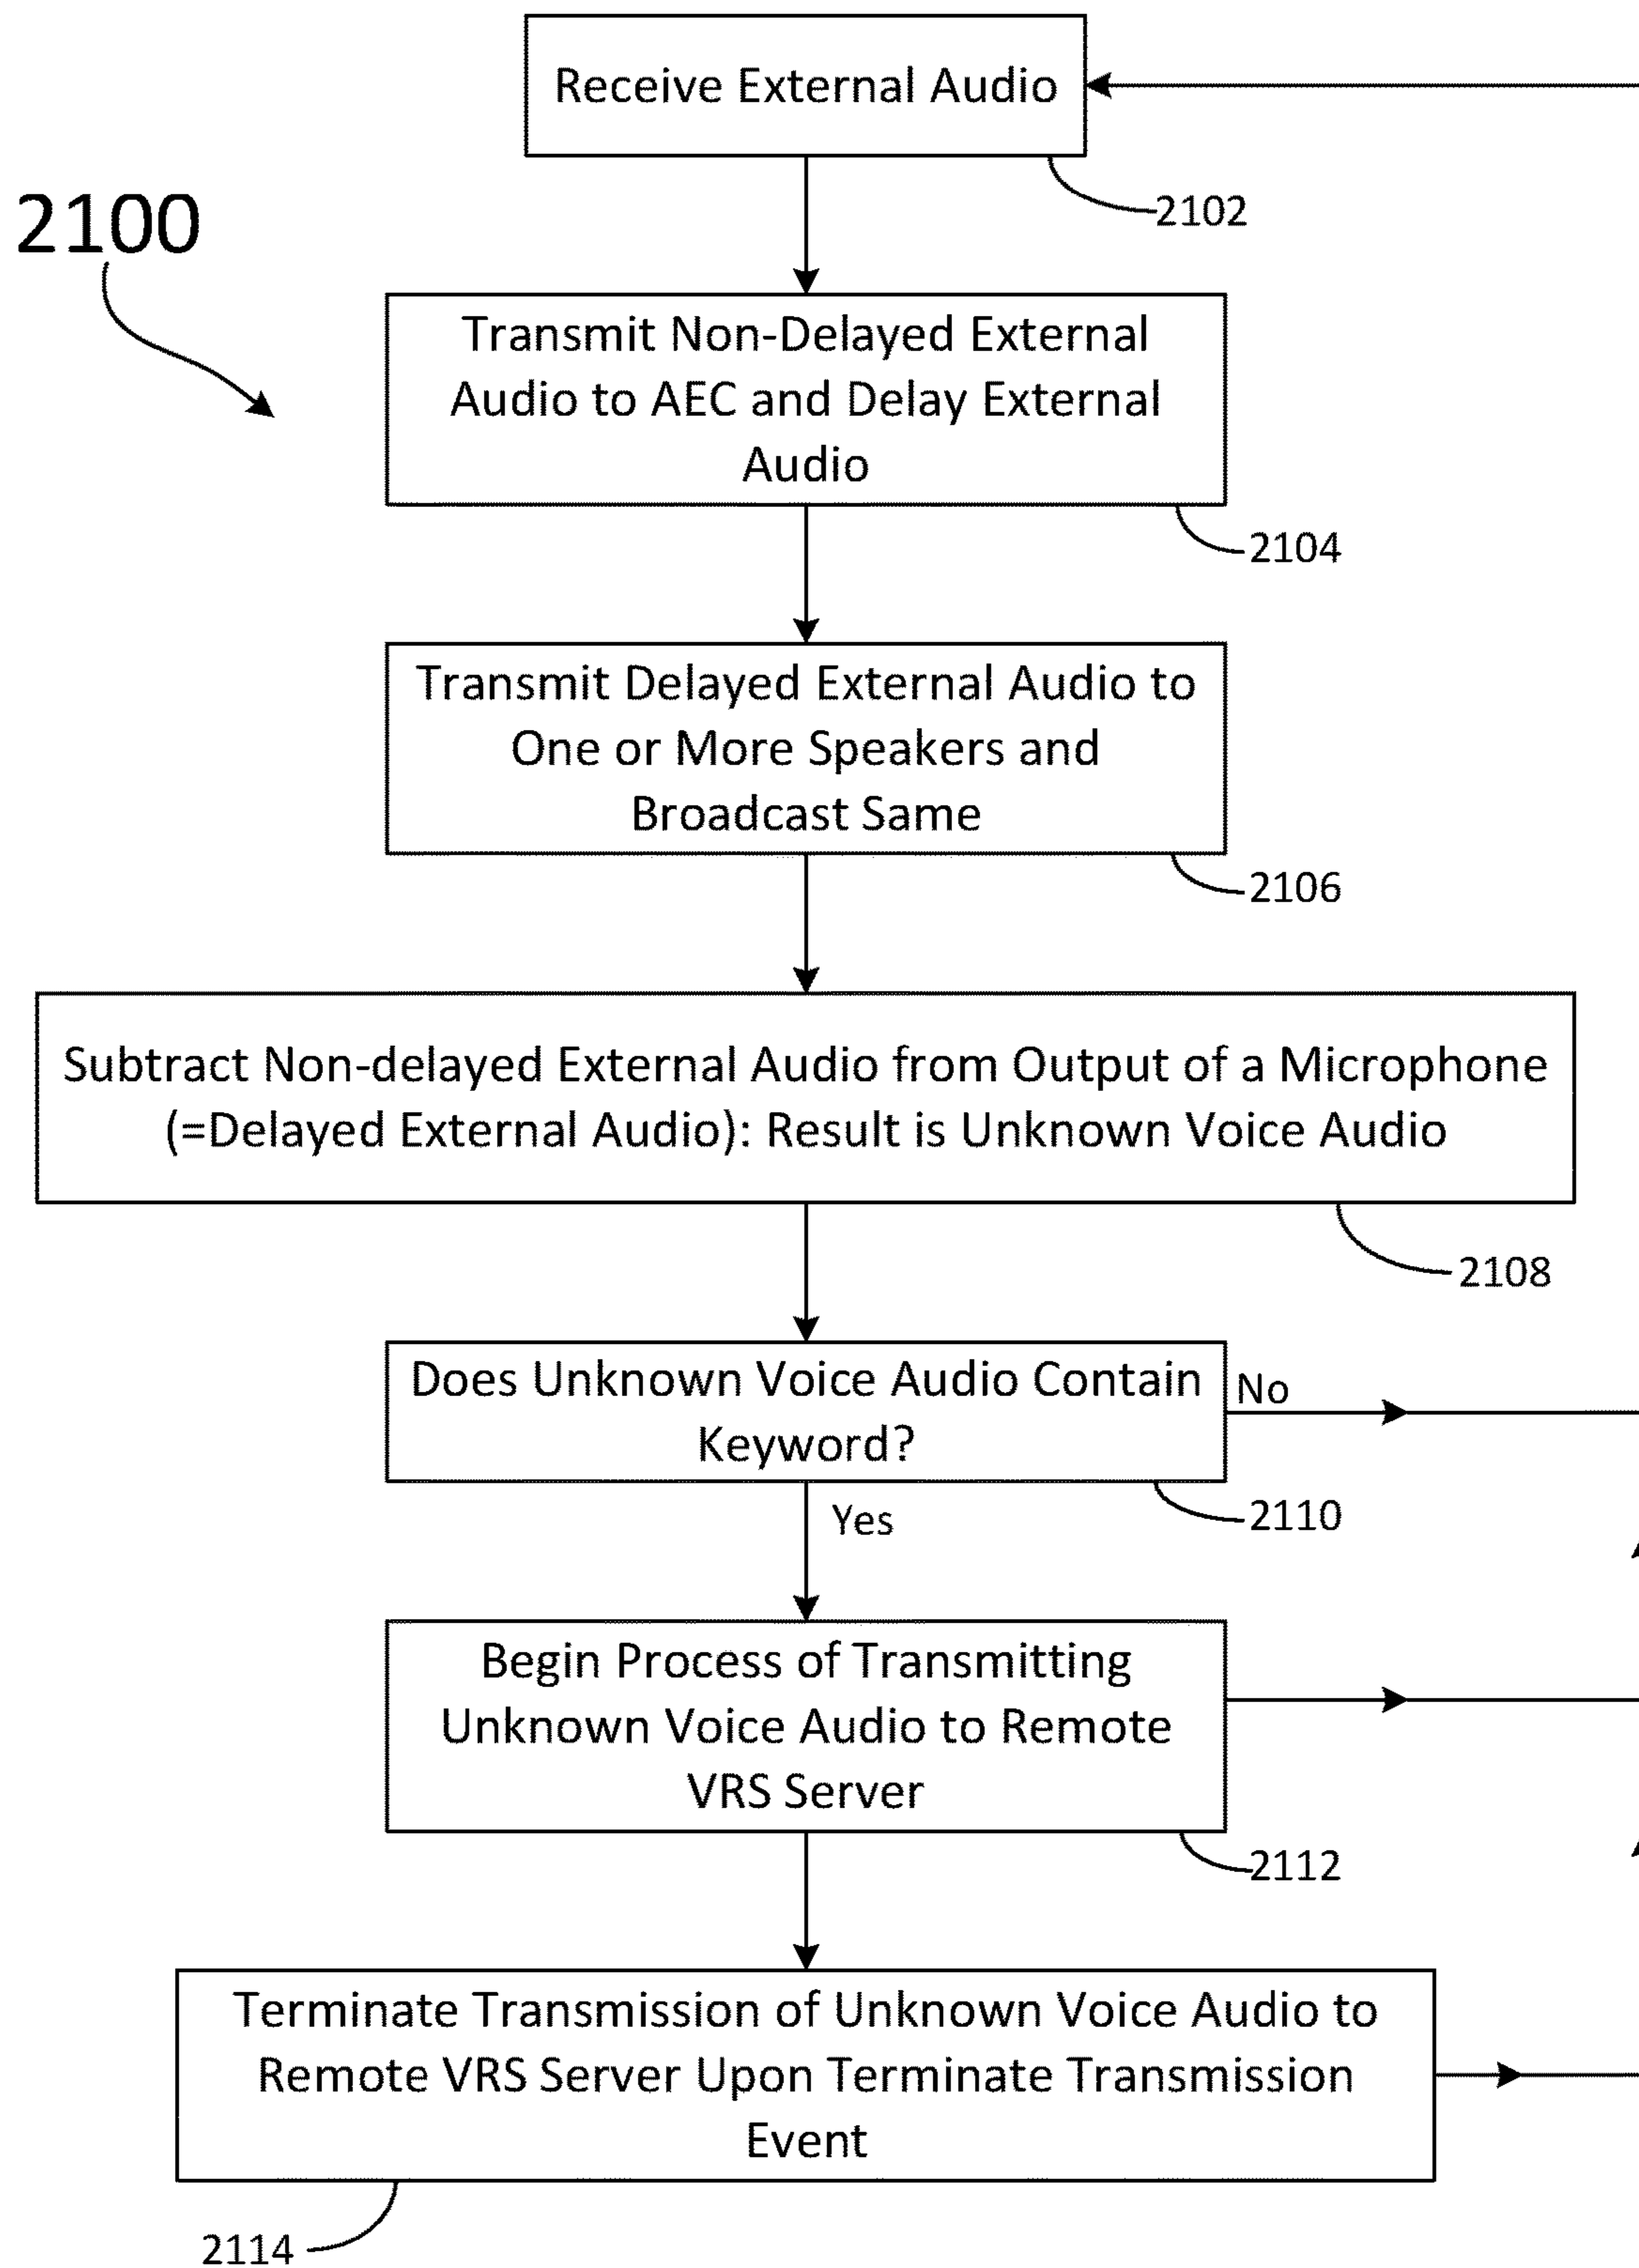 Receive External Audio
2102
2100
Transmit Non-Delayed External
Audio to AEC and Delay External
Audio
2104
Transmit Delayed External Audio to
One or More Speakers and
Broadcast Same
2106
Subtract Non-delayed External Audio from Output of a Microphone
(=Delayed External Audio): Result is Unknown Voice Audio
2108
Does Unknown Voice Audio Contain
Keyword?
No
2110
Yes
Begin Process of Transmitting
Unknown Voice Audio to Remote
VRS Server
2112
Terminate Transmission of Unknown Voice Audio to
Remote VRS Server Upon Terminate Transmission
Event
2114